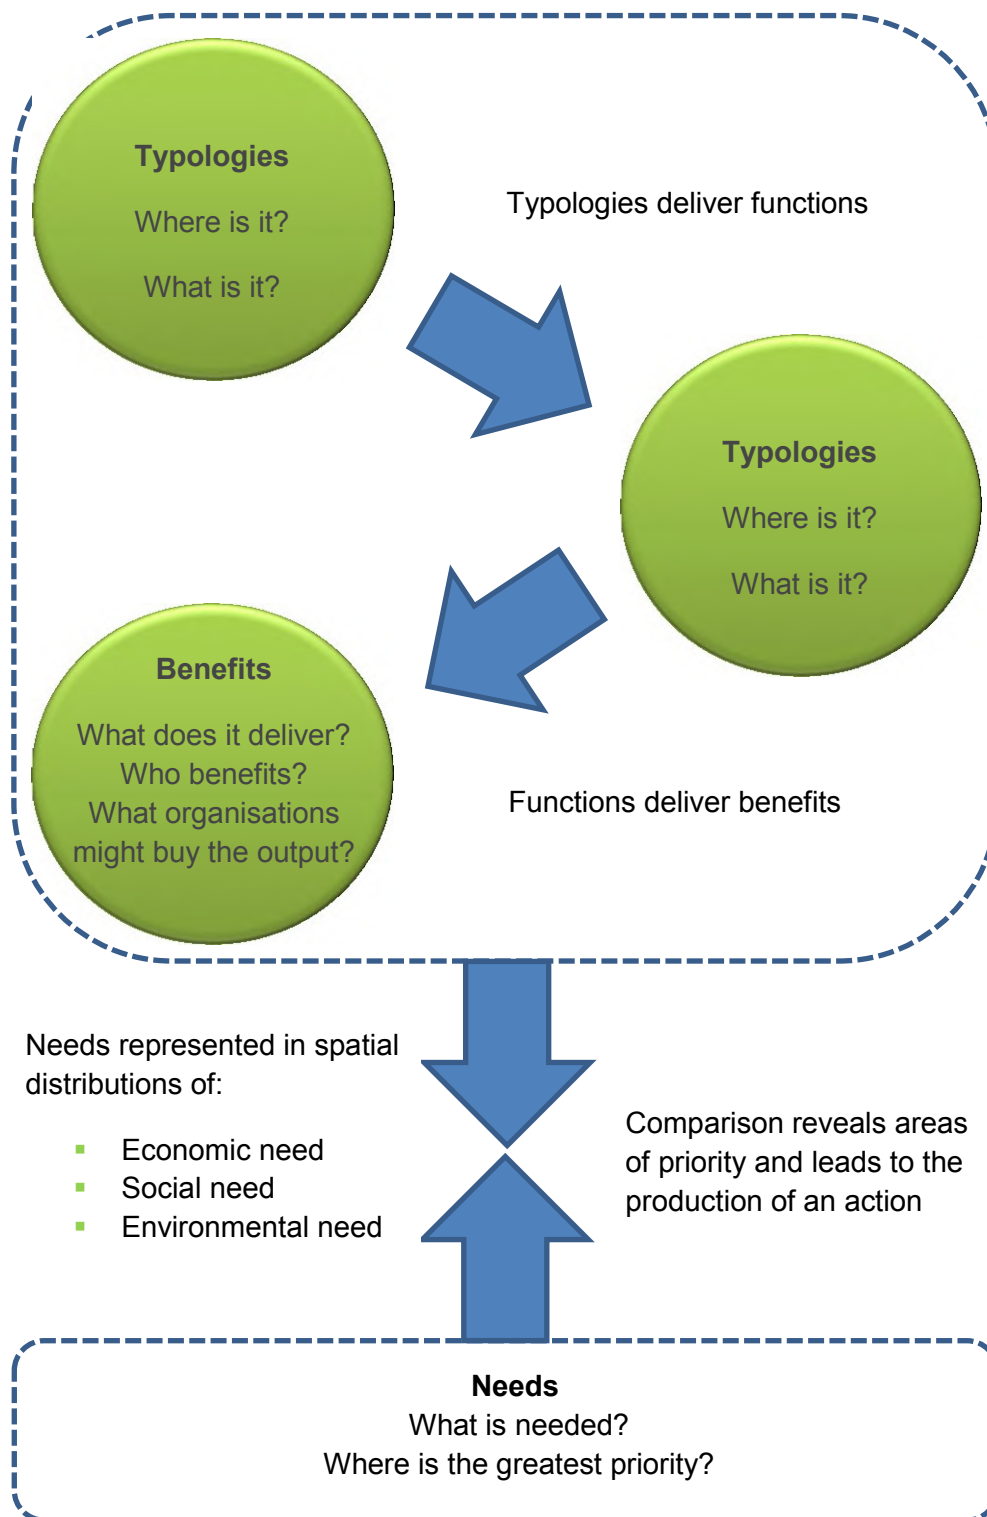 Typologies
Where is it?
What is it?
Typologies deliver functions
Typologies
Where is it?
What is it?
Benefits
What does it deliver?
Who benefits?
What organisations
might buy the output?
Functions deliver benefits
Needs represented in spatial
distributions of:
▪ Economic need
▪ Social need
▪ Environmental need
Comparison reveals areas
of priority and leads to the
production of an action
Needs
What is needed?
Where is the greatest priority?